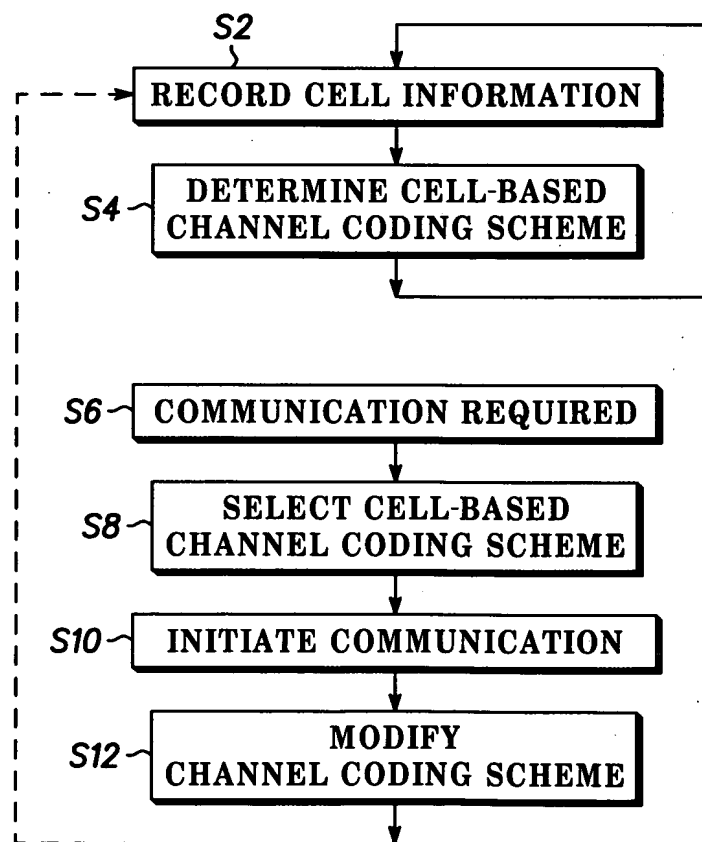 S2
RECORD CELL INFORMATION
S4
DETERMINE CELL-BASED
CHANNEL CODING SCHEME
S6
COMMUNICATION REQUIRED
S8
SELECT CELL-BASED
CHANNEL CODING SCHEME
S10
INITIATE COMMUNICATION
S12
MODIFY
CHANNEL CODING SCHEME